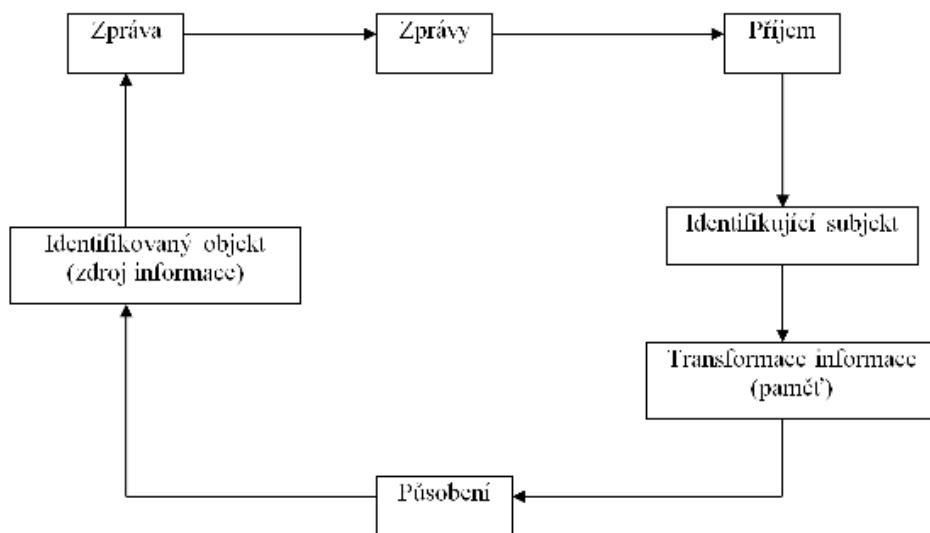 Zpráva
Zprávy
Příjem
Identifikující subjekt
Identifikovaný objekt
(zdroj informace)
Transformace informace
(paměť)
Působení